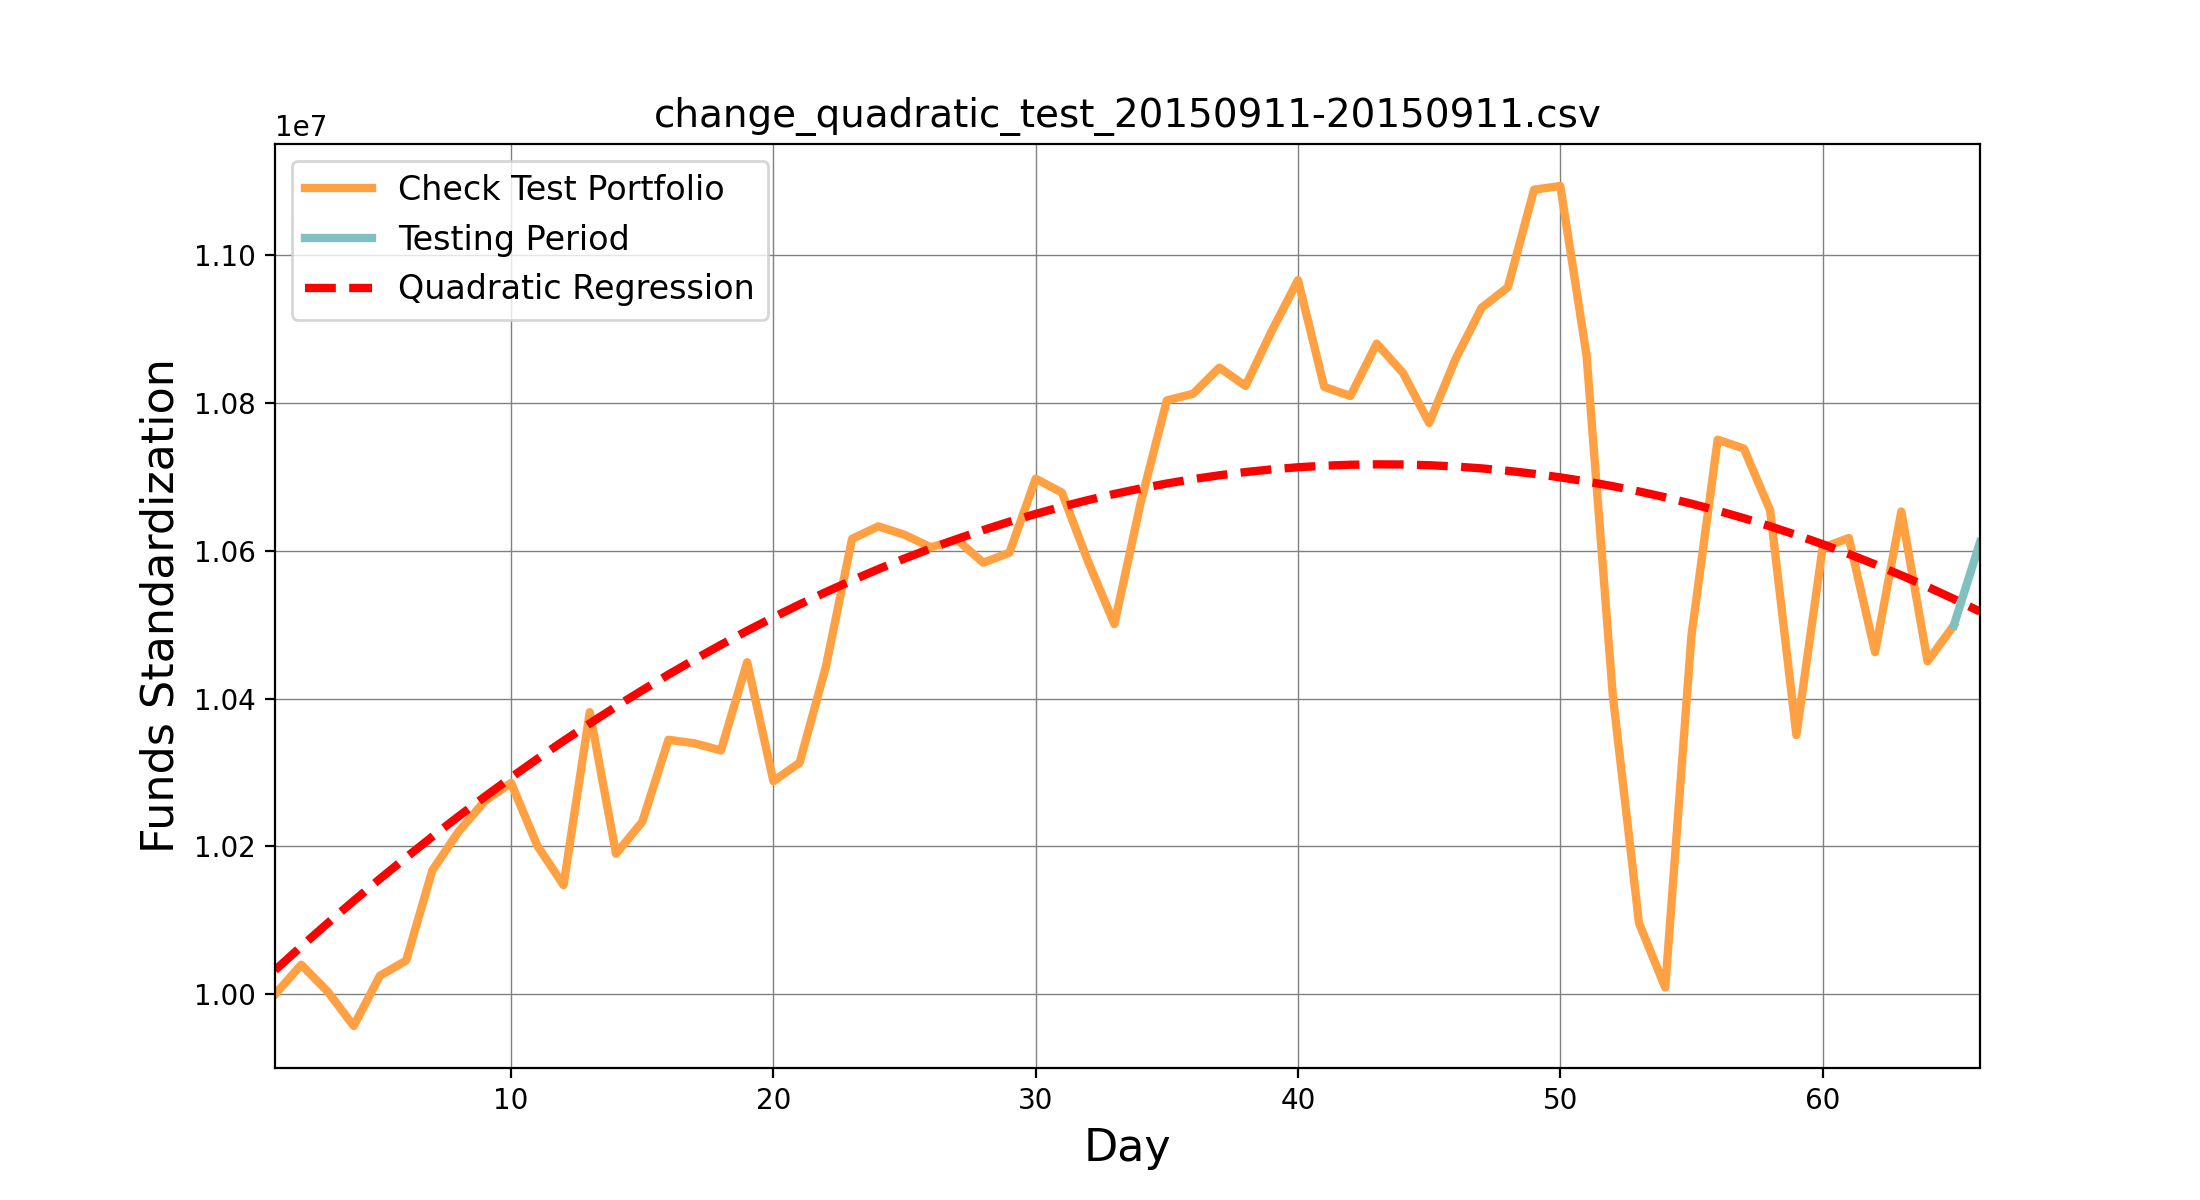 change_quadratic_test_20150911-20150911.csv
1e7
Check Test Portfolio
Testing Period
Quadratic Regression
Funds Standardization
1.10
1.08
1.06
1.04
1.02
1.00
10 20 30 40 50 60
Day